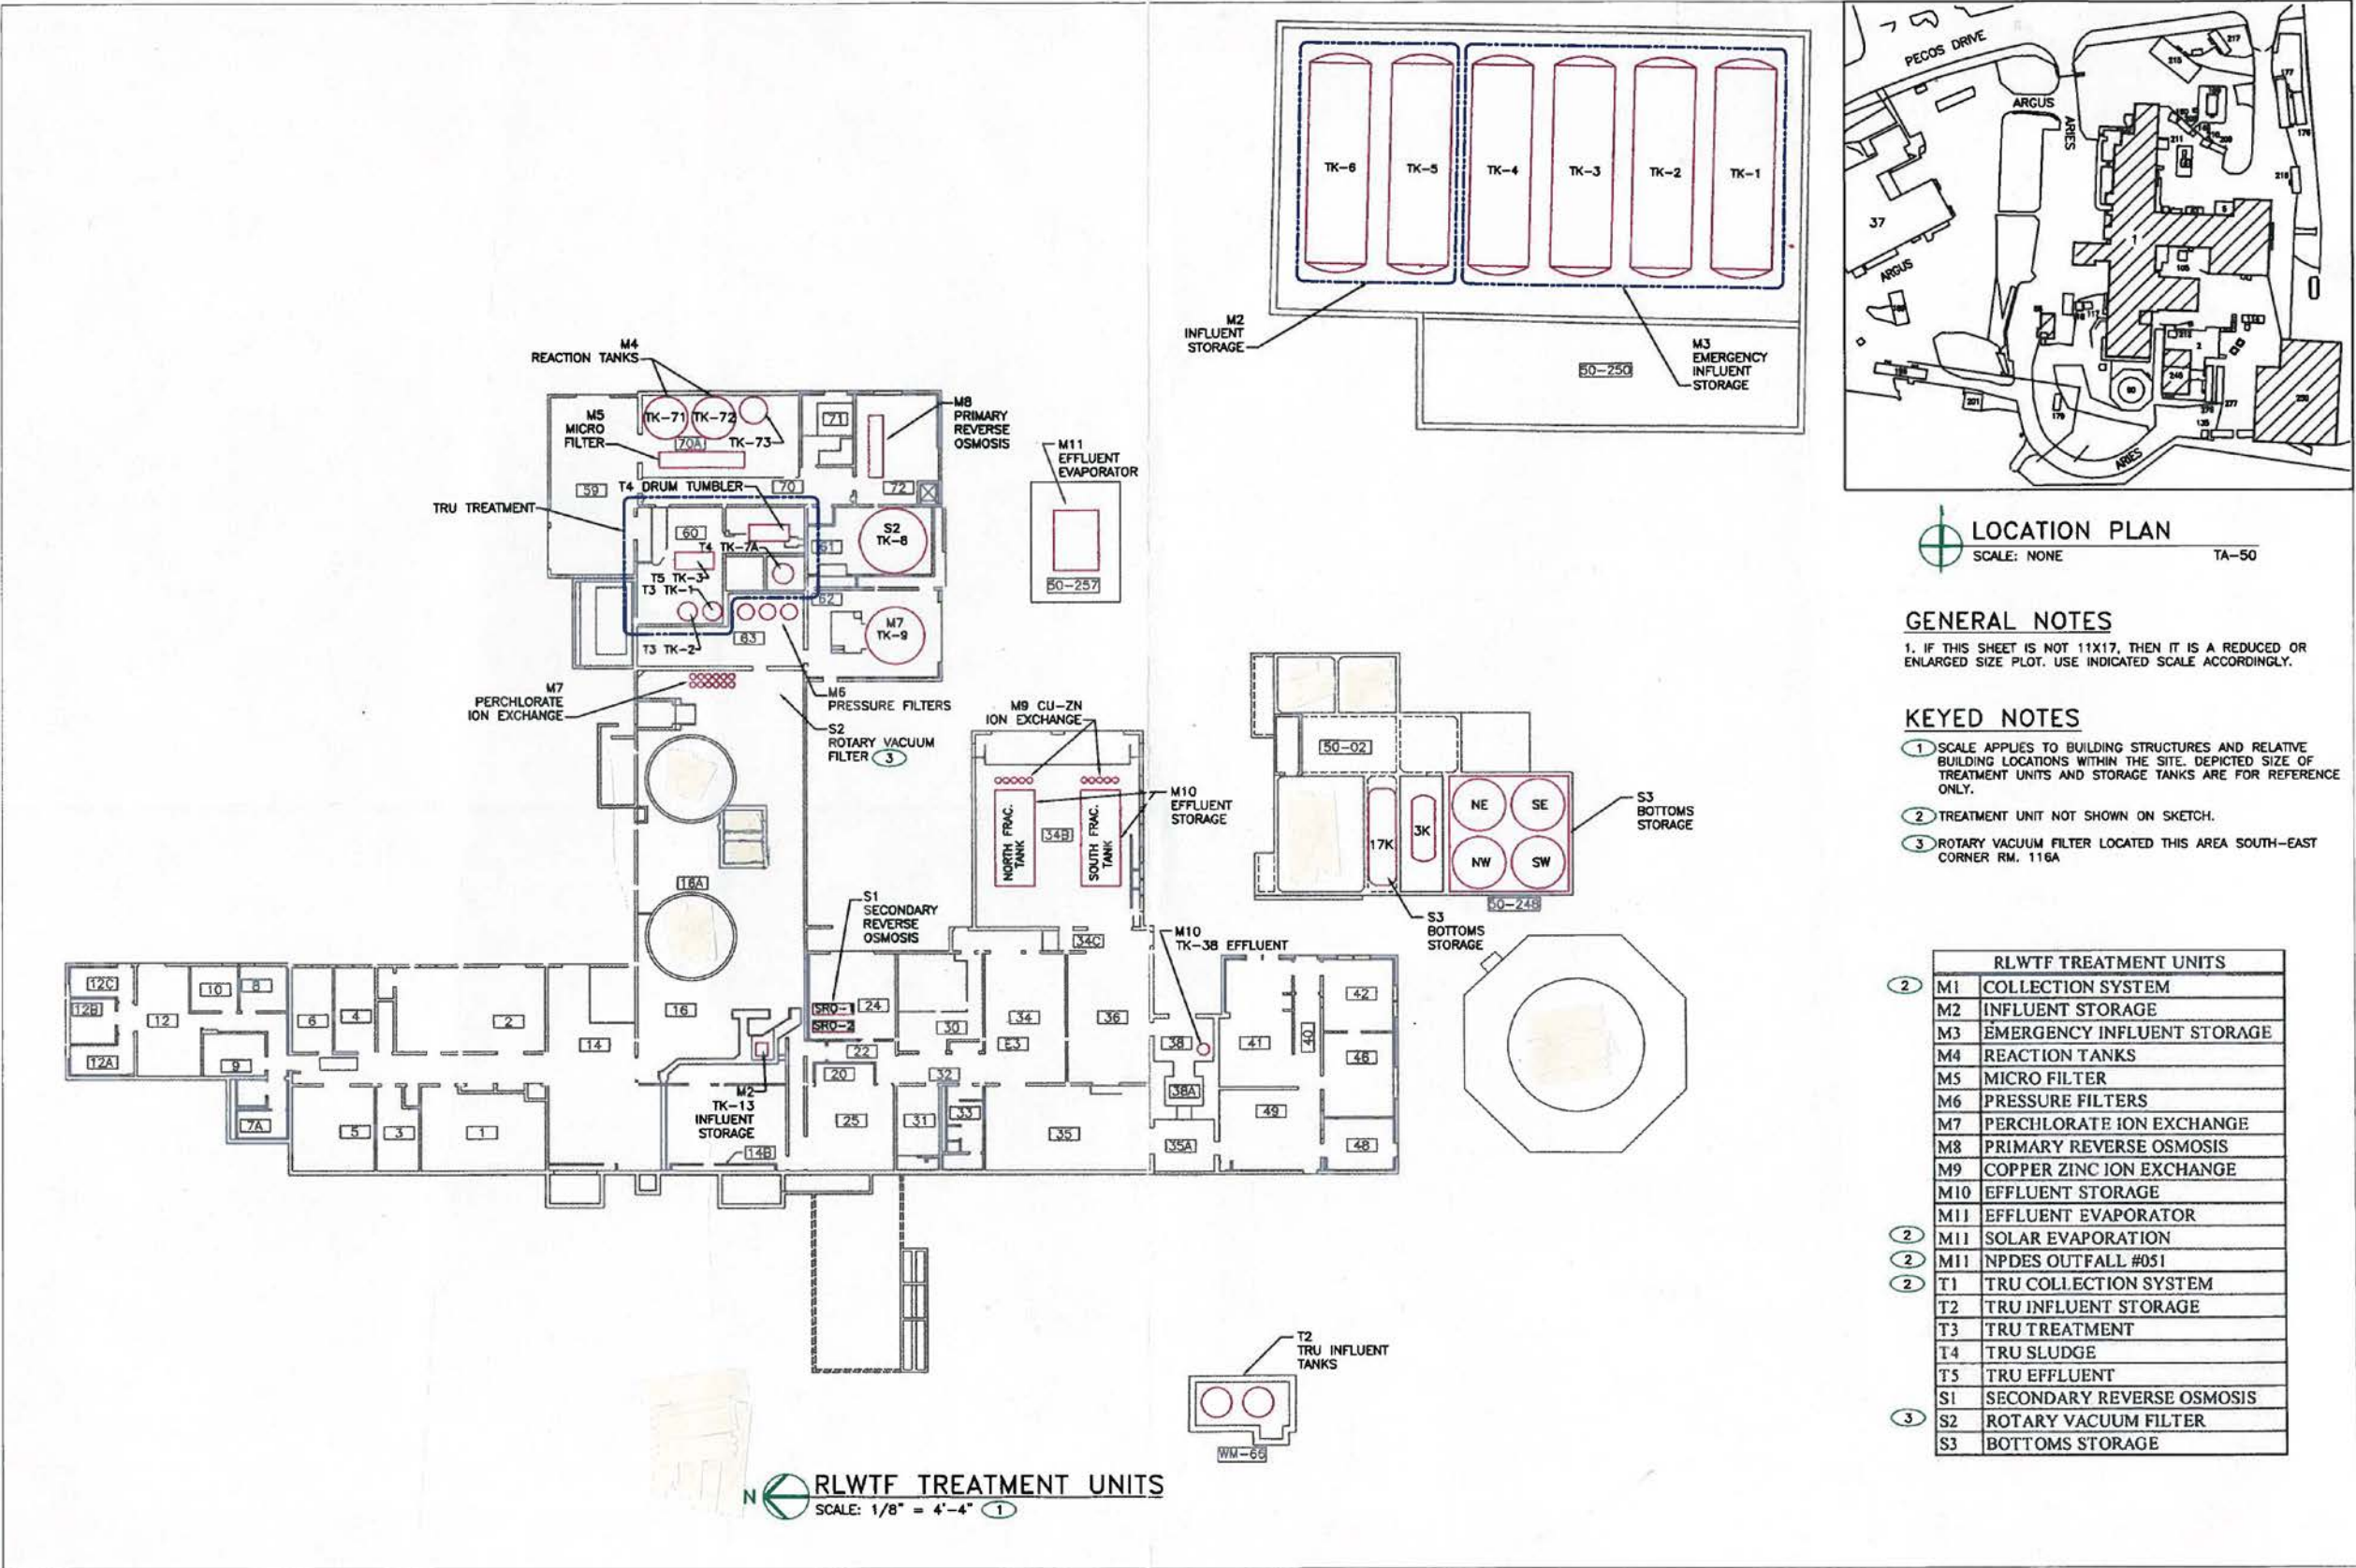 TK-6
TK-5
TK-4
TK-3
TK-2
TK-1
M2
INFLUENT
STORAGE
M3
EMERGENCY
INFLUENT
STORAGE
50-250
M4
REACTION TANKS
M5
MICRO
FILTER
TK-71
TK-72
70A
TK-73
71
M8
PRIMARY
REVERSE
OSMOSIS
M11
EFFLUENT
EVAPORATOR
50-257
59
T4 DRUM TUMBLER
70
72
TRU TREATMENT
60
T4 TK-7A
61
S2
TK-8
T5 TK-3
T3 TK-1
62
M7
TK-9
63
T3 TK-2
M7
PERCHLORATE
ION EXCHANGE
M6
PRESSURE FILTERS
S2
ROTARY VACUUM
FILTER 3
M9 CU-ZN
ION EXCHANGE
M10
EFFLUENT
STORAGE
NORTH FRAC.
TANK
34B
SOUTH FRAC.
TANK
50-02
17K
3K
NE
SE
NW
SW
S3
BOTTOMS
STORAGE
50-248
S3
BOTTOMS
STORAGE
16A
S1
SECONDARY
REVERSE
OSMOSIS
34C
M10
TK-38 EFFLUENT
12C
10
8
12B
12
6
4
2
12A
9
14
16
SRO-1
24
SRO-2
22
20
30
32
34
E3
36
38
38A
41
40
42
46
7A
5
3
1
M2
TK-13
INFLUENT
STORAGE
14B
25
31
33
35
35A
49
48
T2
TRU INFLUENT
TANKS
WM-66
N
RLWTF TREATMENT UNITS
SCALE: 1/8" = 4'-4" 1
PECOS DRIVE
ARGUS
ARIES
37
ARGUS
1
ARIES
217
215
177
211
LOCATION PLAN
SCALE: NONE TA-50
GENERAL NOTES
1. IF THIS SHEET IS NOT 11X17, THEN IT IS A REDUCED OR
ENLARGED SIZE PLOT. USE INDICATED SCALE ACCORDINGLY.
KEYED NOTES
1 SCALE APPLIES TO BUILDING STRUCTURES AND RELATIVE
BUILDING LOCATIONS WITHIN THE SITE. DEPICTED SIZE OF
TREATMENT UNITS AND STORAGE TANKS ARE FOR REFERENCE
ONLY.
2 TREATMENT UNIT NOT SHOWN ON SKETCH.
3 ROTARY VACUUM FILTER LOCATED THIS AREA SOUTH-EAST
CORNER RM. 116A
RLWTF TREATMENT UNITS
2 M1 COLLECTION SYSTEM
M2 INFLUENT STORAGE
M3 EMERGENCY INFLUENT STORAGE
M4 REACTION TANKS
M5 MICRO FILTER
M6 PRESSURE FILTERS
M7 PERCHLORATE ION EXCHANGE
M8 PRIMARY REVERSE OSMOSIS
M9 COPPER ZINC ION EXCHANGE
M10 EFFLUENT STORAGE
M11 EFFLUENT EVAPORATOR
2 M11 SOLAR EVAPORATION
2 M11 NPDES OUTFALL #051
2 T1 TRU COLLECTION SYSTEM
T2 TRU INFLUENT STORAGE
T3 TRU TREATMENT
T4 TRU SLUDGE
T5 TRU EFFLUENT
S1 SECONDARY REVERSE OSMOSIS
3 S2 ROTARY VACUUM FILTER
S3 BOTTOMS STORAGE